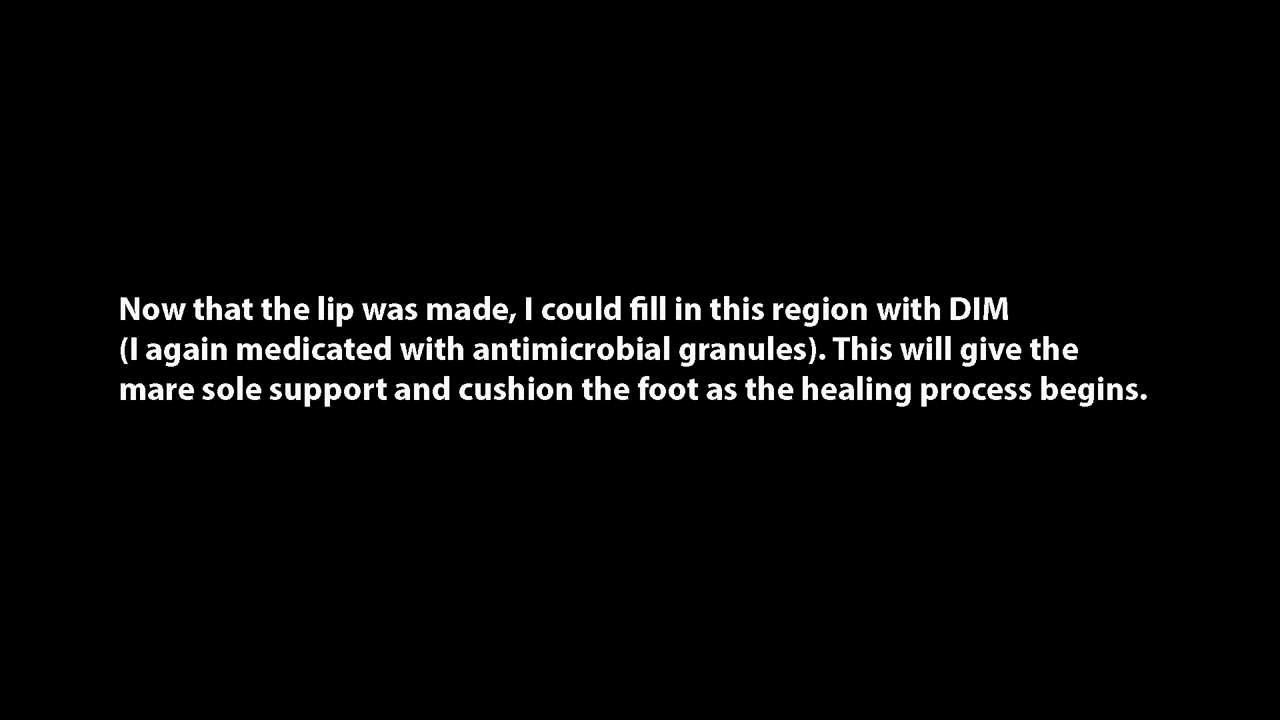 Now that the lip was made, I could fill in this region with DIM
(I again medicated with antimicrobial granules). This will give the
mare sole support and cushion the foot as the healing process begins.